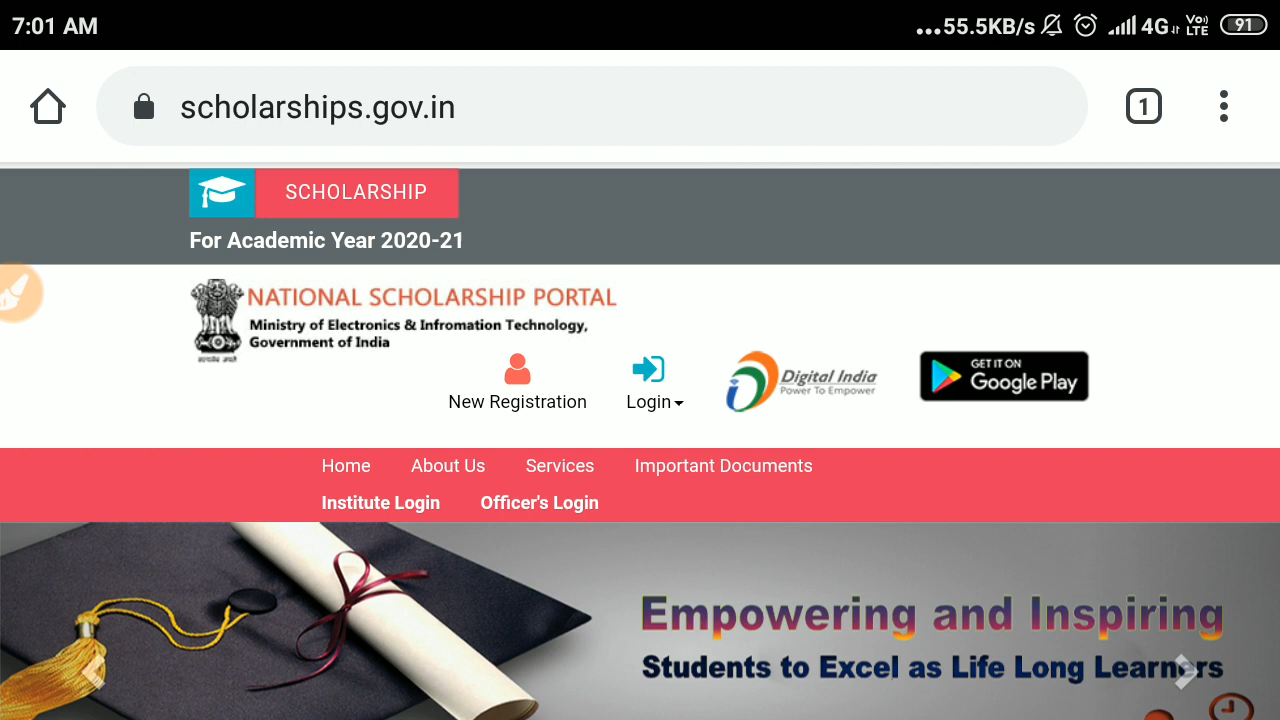 7:01 AM
...55.5KB/s 4G Vo) LTE 91
scholarships.gov.in
1
SCHOLARSHIP
For Academic Year 2020-21
NATIONAL SCHOLARSHIP PORTAL
Ministry of Electronics & Infromation Technology,
Government of India
New Registration
Login
Digital India
Power To Empower
GET IT ON
Google Play
Home About Us Services Important Documents
Institute Login Officer's Login
Empowering and Inspiring
Students to Excel as Life Long Learners